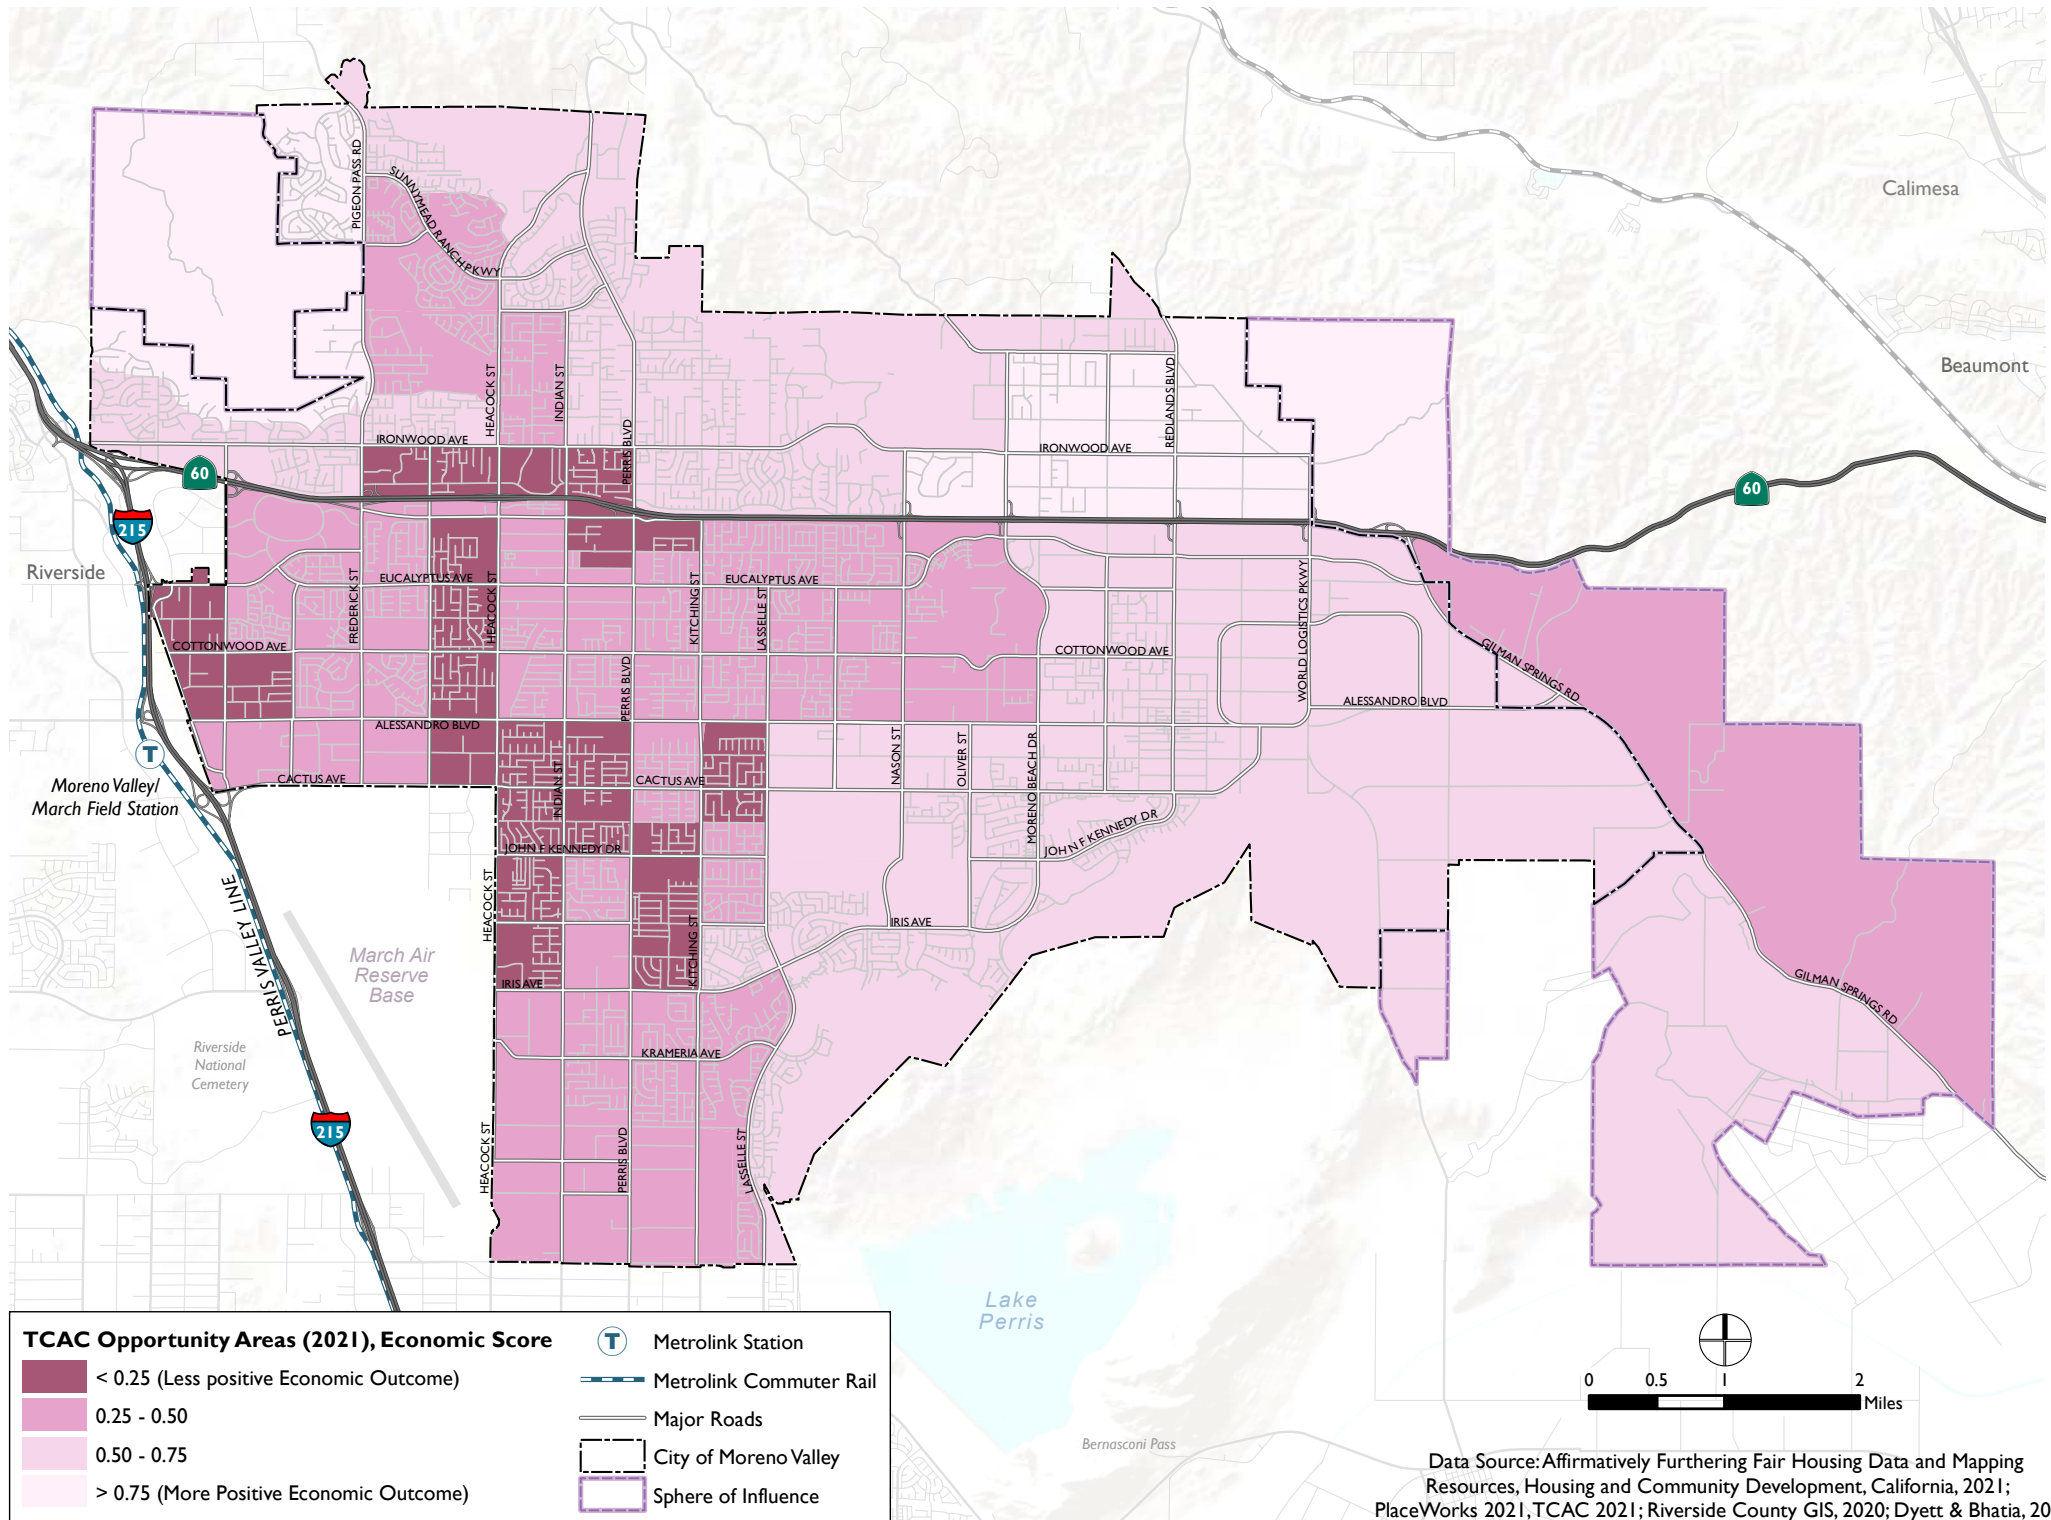 Calimesa
Beaumont
Riverside
PIGEON PASS RD
SUNNYMEAD RANCH PKWY
HEACOCK ST
INDIAN ST
PERRIS BLVD
REDLANDS BLVD
IRONWOOD AVE
IRONWOOD AVE
60
60
215
EUCALYPTUS AVE
EUCALYPTUS AVE
FREDERICK ST
HEACOCK ST
KITCHING ST
LASSELLE ST
WORLD LOGISTICS PKWY
COTTONWOOD AVE
COTTONWOOD AVE
GILMAN SPRINGS RD
PERRIS BLVD
ALESSANDRO BLVD
ALESSANDRO BLVD
T
Moreno Valley/
March Field Station
CACTUS AVE
CACTUS AVE
INDIAN ST
NASON ST
OLIVER ST
MORENO BEACH DR
JOHN F KENNEDY DR
JOHN F KENNEDY DR
HEACOCK ST
KITCHING ST
IRIS AVE
IRIS AVE
PERRIS VALLEY LINE
March Air
Reserve
Base
Riverside
National
Cemetery
GILMAN SPRINGS RD
KRAMERIA AVE
215
HEACOCK ST
PERRIS BLVD
LASSELLE ST
Lake
Perris
Bernasconi Pass
TCAC Opportunity Areas (2021), Economic Score
< 0.25 (Less positive Economic Outcome)
0.25 - 0.50
0.50 - 0.75
> 0.75 (More Positive Economic Outcome)
T
Metrolink Station
Metrolink Commuter Rail
Major Roads
City of Moreno Valley
Sphere of Influence
0 0.5 1 2
Miles
Data Source: Affirmatively Furthering Fair Housing Data and Mapping
Resources, Housing and Community Development, California, 2021;
PlaceWorks 2021, TCAC 2021; Riverside County GIS, 2020; Dyett & Bhatia, 20